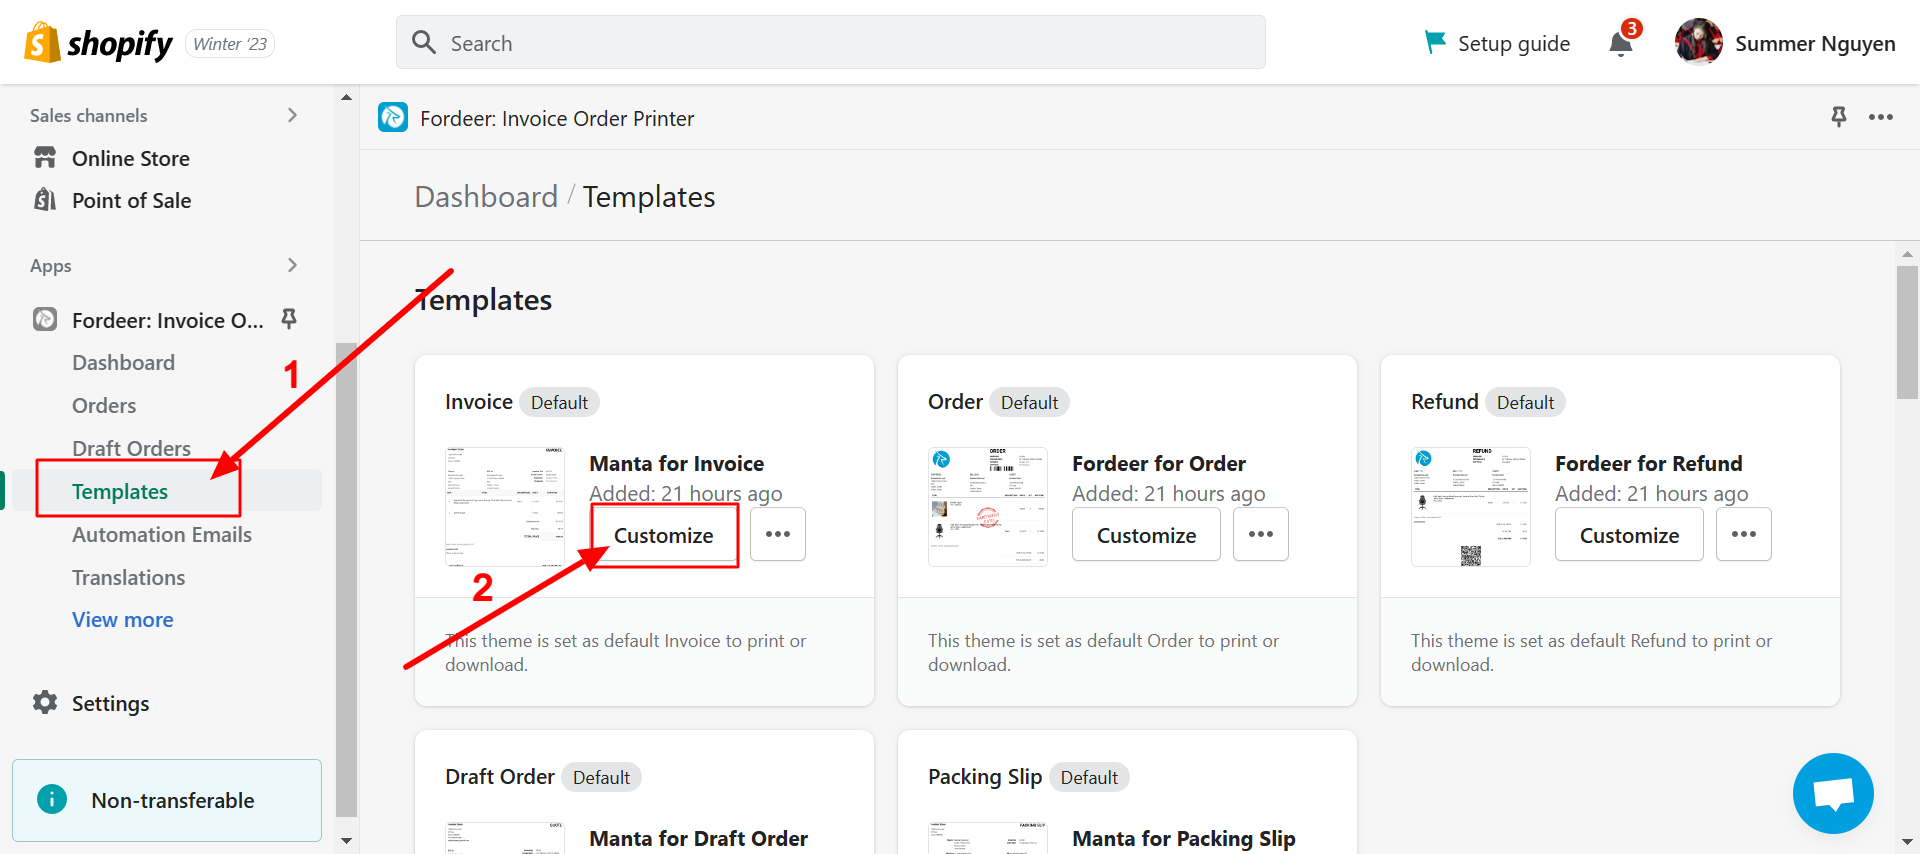 shopify
Winter '23
Search
Setup guide
3
Summer Nguyen
Sales channels
Online Store
Point of Sale
Apps
Fordeer: Invoice O...
Dashboard
Orders
Draft Orders
Templates
Automation Emails
Translations
View more
Settings
Non-transferable
1
2
Fordeer: Invoice Order Printer
Dashboard / Templates
Templates
Invoice Default
INVOICE
Manta for Invoice
Added: 21 hours ago
Customize
This theme is set as default Invoice to print or
download.
Order Default
ORDER
Fordeer for Order
Added: 21 hours ago
Customize
This theme is set as default Order to print or
download.
Refund Default
REFUND
Fordeer for Refund
Added: 21 hours ago
Customize
This theme is set as default Refund to print or
download.
Draft Order Default
QUOTE
Manta for Draft Order
Packing Slip Default
PACKING SLIP
Manta for Packing Slip